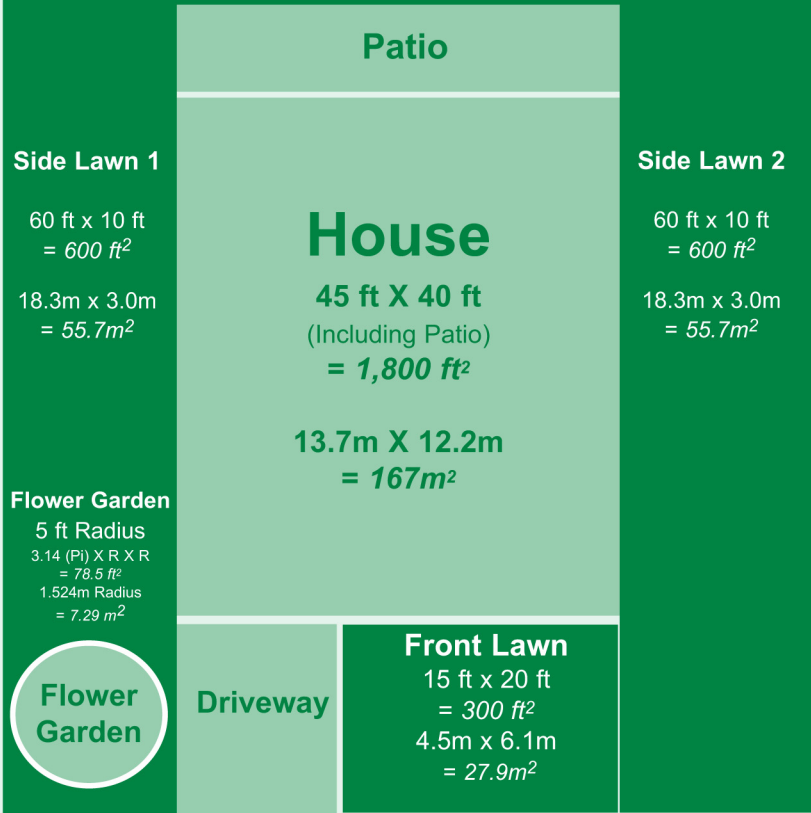 Patio
Side Lawn 1
60 ft x 10 ft
= 600 ft²
18.3m x 3.0m
= 55.7m²
House
45 ft X 40 ft
(Including Patio)
= 1,800 ft²
13.7m X 12.2m
= 167m²
Side Lawn 2
60 ft x 10 ft
= 600 ft²
18.3m x 3.0m
= 55.7m²
Flower Garden
5 ft Radius
3.14 (Pi) X R X R
= 78.5 ft²
1.524m Radius
= 7.29 m²
Flower
Garden
Driveway
Front Lawn
15 ft x 20 ft
= 300 ft²
4.5m x 6.1m
= 27.9m²